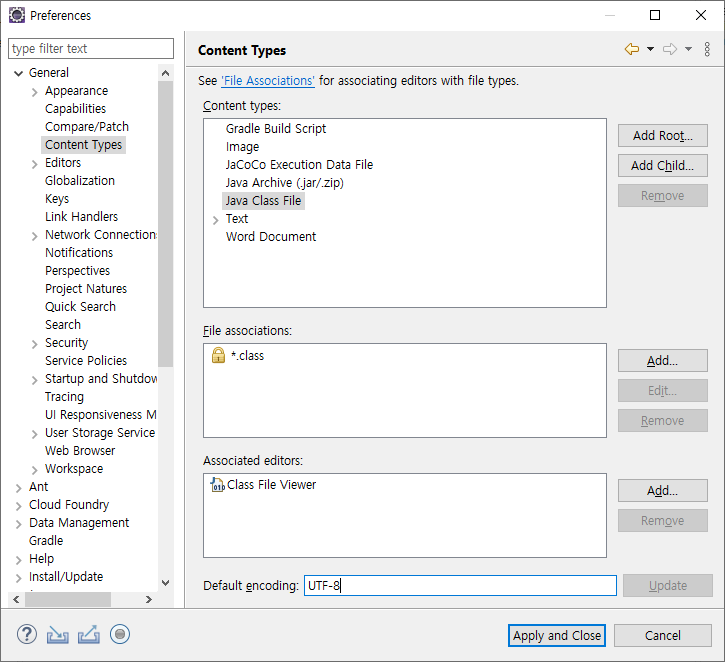 Preferences
type filter text
General
Appearance
Capabilities
Compare/Patch
Content Types
Editors
Globalization
Keys
Link Handlers
Network Connection
Notifications
Perspectives
Project Natures
Quick Search
Search
Security
Service Policies
Startup and Shutdow
Tracing
UI Responsiveness M
User Storage Service
Web Browser
Workspace
Ant
Cloud Foundry
Data Management
Gradle
Help
Install/Update
Content Types
See 'File Associations' for associating editors with file types.
Content types:
Gradle Build Script
Image
JaCoCo Execution Data File
Java Archive (.jar/.zip)
Java Class File
Text
Word Document
Add Root...
Add Child...
Remove
File associations:
*.class
Add...
Edit...
Remove
Associated editors:
Class File Viewer
Add...
Remove
Default encoding: UTF-8
Update
Apply and Close
Cancel